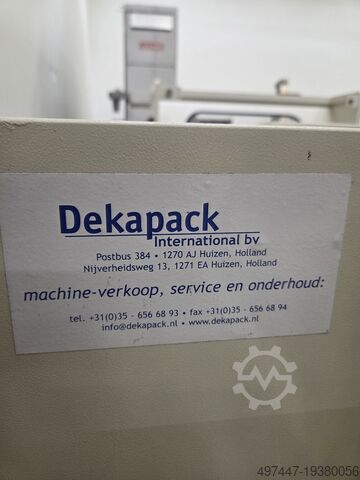 Dekapack
International bv
Postbus 384 • 1270 AJ Huizen, Holland
Nijverheidsweg 13, 1271 EA Huizen, Holland
machine-verkoop, service en onderhoud:
tel. +31(0)35 - 656 68 93 • fax +31(0)35 - 656 68 94
info@dekapack.nl • www.dekapack.nl
497447-19380056